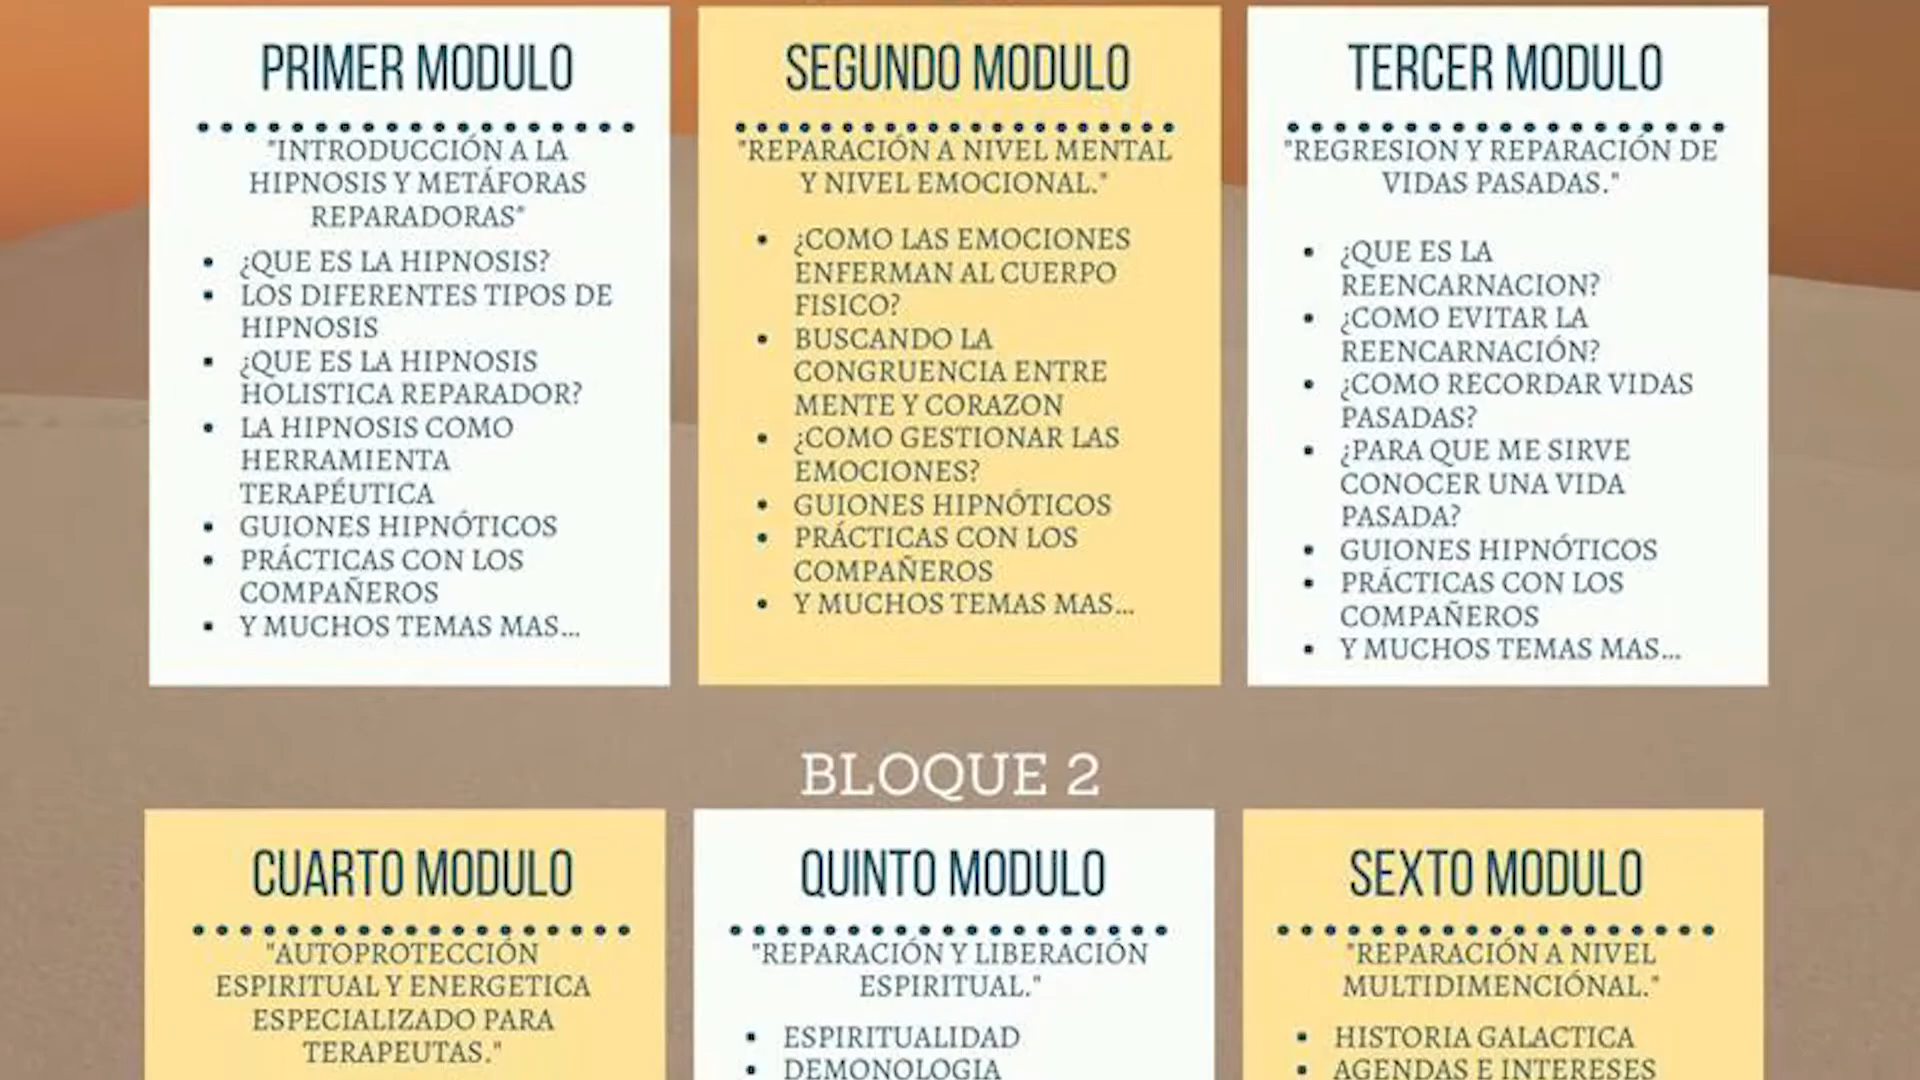 PRIMER MODULO
"INTRODUCCIÓN A LA
HIPNOSIS Y METÁFORAS
REPARADORAS"
• ¿QUE ES LA HIPNOSIS?
• LOS DIFERENTES TIPOS DE
HIPNOSIS
• ¿QUE ES LA HIPNOSIS
HOLISTICA REPARADOR?
• LA HIPNOSIS COMO
HERRAMIENTA
TERAPÉUTICA
• GUIONES HIPNÓTICOS
• PRÁCTICAS CON LOS
COMPAÑEROS
• Y MUCHOS TEMAS MAS...
SEGUNDO MODULO
"REPARACIÓN A NIVEL MENTAL
Y NIVEL EMOCIONAL."
• ¿COMO LAS EMOCIONES
ENFERMAN AL CUERPO
FISICO?
• BUSCANDO LA
CONGRUENCIA ENTRE
MENTE Y CORAZON
• ¿COMO GESTIONAR LAS
EMOCIONES?
• GUIONES HIPNÓTICOS
• PRÁCTICAS CON LOS
COMPAÑEROS
• Y MUCHOS TEMAS MAS...
TERCER MODULO
"REGRESION Y REPARACIÓN DE
VIDAS PASADAS."
• ¿QUE ES LA
REENCARNACION?
• ¿COMO EVITAR LA
REENCARNACIÓN?
• ¿COMO RECORDAR VIDAS
PASADAS?
• ¿PARA QUE ME SIRVE
CONOCER UNA VIDA
PASADA?
• GUIONES HIPNÓTICOS
• PRÁCTICAS CON LOS
COMPAÑEROS
• Y MUCHOS TEMAS MAS...
BLOQUE 2
CUARTO MODULO
"AUTOPROTECCIÓN
ESPIRITUAL Y ENERGETICA
ESPECIALIZADO PARA
TERAPEUTAS."
QUINTO MODULO
"REPARACIÓN Y LIBERACIÓN
ESPIRITUAL."
• ESPIRITUALIDAD
• DEMONOLOGIA
SEXTO MODULO
"REPARACIÓN A NIVEL
MULTIDIMENCIÓNAL."
• HISTORIA GALACTICA
• AGENDAS E INTERESES